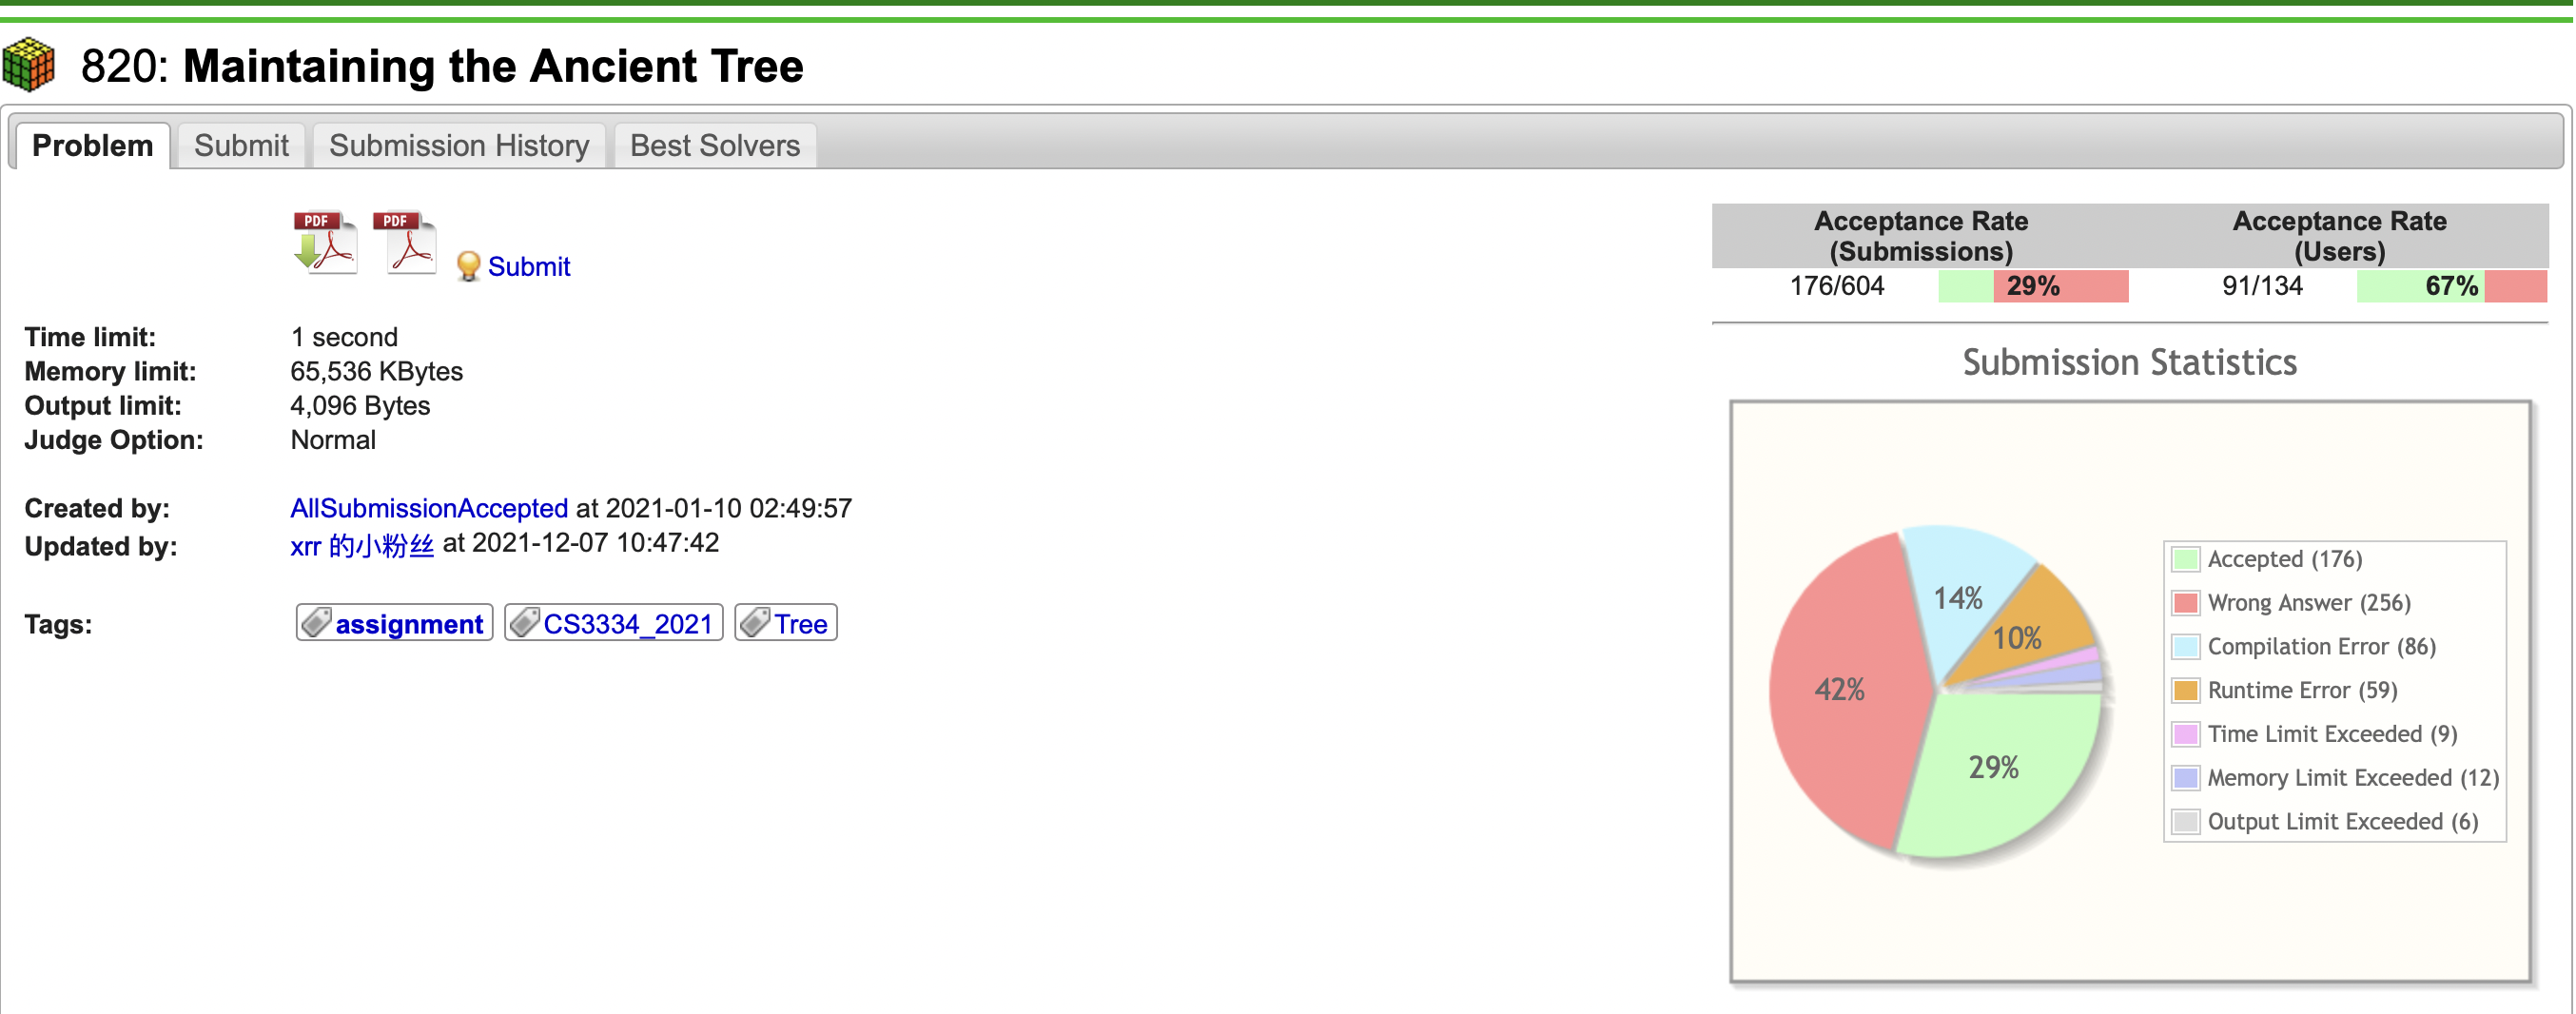 820: Maintaining the Ancient Tree
Problem
Submit
Submission History
Best Solvers
PDF
PDF
Submit
Time limit: 1 second
Memory limit: 65,536 KBytes
Output limit: 4,096 Bytes
Judge Option: Normal
Created by: AllSubmissionAccepted at 2021-01-10 02:49:57
Updated by: xrr 的小粉丝 at 2021-12-07 10:47:42
Tags: assignment CS3334_2021 Tree
Acceptance Rate (Submissions)
Acceptance Rate (Users)
176/604 29% 91/134 67%
Submission Statistics
14%
10%
42%
29%
Accepted (176)
Wrong Answer (256)
Compilation Error (86)
Runtime Error (59)
Time Limit Exceeded (9)
Memory Limit Exceeded (12)
Output Limit Exceeded (6)